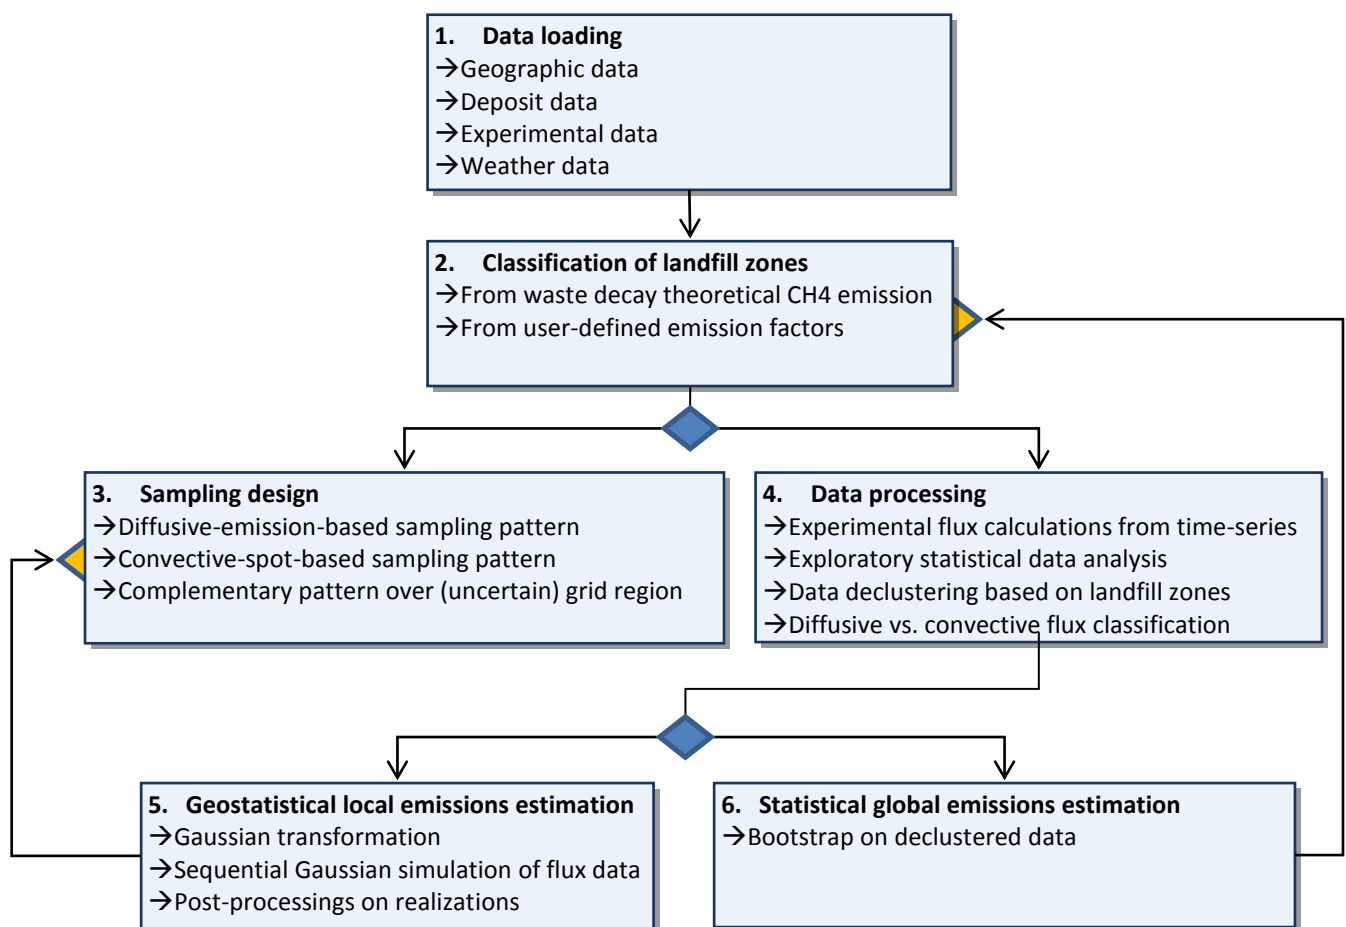 1. Data loading
→Geographic data
→Deposit data
→Experimental data
→Weather data
2. Classification of landfill zones
→From waste decay theoretical CH4 emission
→From user-defined emission factors
3. Sampling design
→Diffusive-emission-based sampling pattern
→Convective-spot-based sampling pattern
→Complementary pattern over (uncertain) grid region
4. Data processing
→Experimental flux calculations from time-series
→Exploratory statistical data analysis
→Data declustering based on landfill zones
→Diffusive vs. convective flux classification
5. Geostatistical local emissions estimation
→Gaussian transformation
→Sequential Gaussian simulation of flux data
→Post-processings on realizations
6. Statistical global emissions estimation
→Bootstrap on declustered data